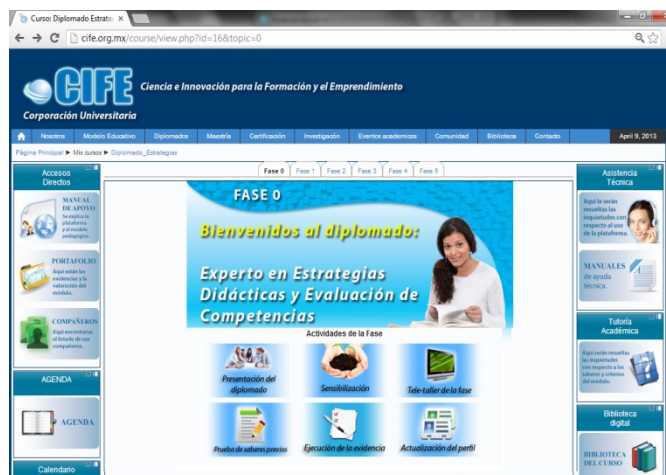 Curso: Diplomado Estrate
cife.org.mx/course/view.php?id=16&topic=0
CIFE
Ciencia e Innovación para la Formación y el Emprendimiento
Corporación Universitaria
Nosotros Modelo Educativo Diplomados Maestría Certificación Investigación Eventos academicos Comunidad Biblioteca Contacto April 9, 2013
Página Principal ► Mis cursos ► Diplomado_Estrategias
Fase 0 Fase 1 Fase 2 Fase 3 Fase 4 Fase 5
Accesos
Directos
MANUAL
DE APOYO
Se explica la
plataforma
y el modelo
pedagógico.
PORTAFOLIO
Aquí están las
evidencias y la
valoración del
módulo.
COMPAÑEROS
Aquí encontraras
el listado de sus
compañeros.
AGENDA
AGENDA
Calendario
FASE 0
Bienvenidos al diplomado:
Experto en Estrategias
Didácticas y Evaluación de
Competencias
Actividades de la Fase
Presentación del
diplomado
Sensibilización
Tele-taller de la fase
Prueba de saberes previos
Ejecución de la evidencia
Actualización del perfil
Asistencia
Técnica
Aquí le serán
resueltas las
inquietudes con
respecto al uso
de la plataforma.
MANUALES
de ayuda
técnica.
Tutoría
Académica
Aquí serán resueltas
las inquietudes
con respecto a los
saberes y criterios
del módulo.
Biblioteca
digital
BIBLIOTECA
DEL CURSO